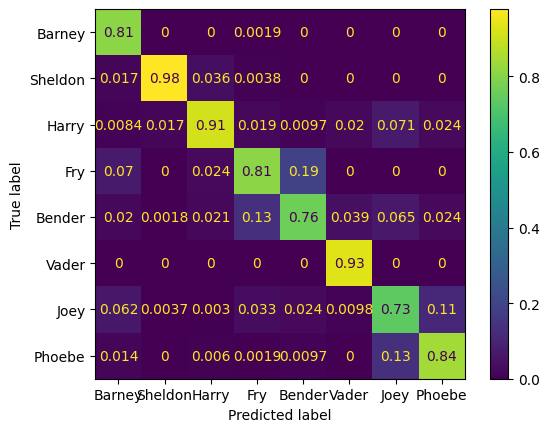 Barney 0.81 0 0 0.0019 0 0 0 0
Sheldon 0.017 0.98 0.036 0.0038 0 0 0 0
Harry 0.0084 0.017 0.91 0.019 0.0097 0.02 0.071 0.024
Fry 0.07 0 0.024 0.81 0.19 0 0 0
Bender 0.02 0.0018 0.021 0.13 0.76 0.039 0.065 0.024
Vader 0 0 0 0 0 0.93 0 0
Joey 0.062 0.0037 0.003 0.033 0.024 0.0098 0.73 0.11
Phoebe 0.014 0 0.006 0.0019 0.0097 0 0.13 0.84
Barney Sheldon Harry Fry Bender Vader Joey Phoebe
Predicted label
True label
0.8
0.6
0.4
0.2
0.0